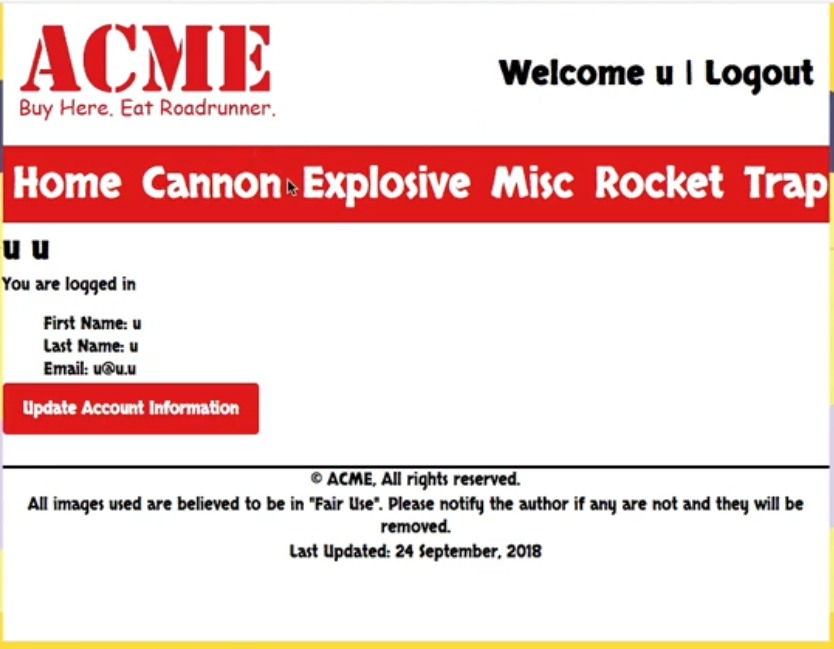 ACME
Buy Here, Eat Roadrunner.
Welcome u | Logout
Home Cannon Explosive Misc Rocket Trap
u u
You are logged in
First Name: u
Last Name: u
Email: u@u.u
Update Account Information
© ACME, All rights reserved.
All images used are believed to be in "Fair Use". Please notify the author if any are not and they will be
removed.
Last Updated: 24 September, 2018